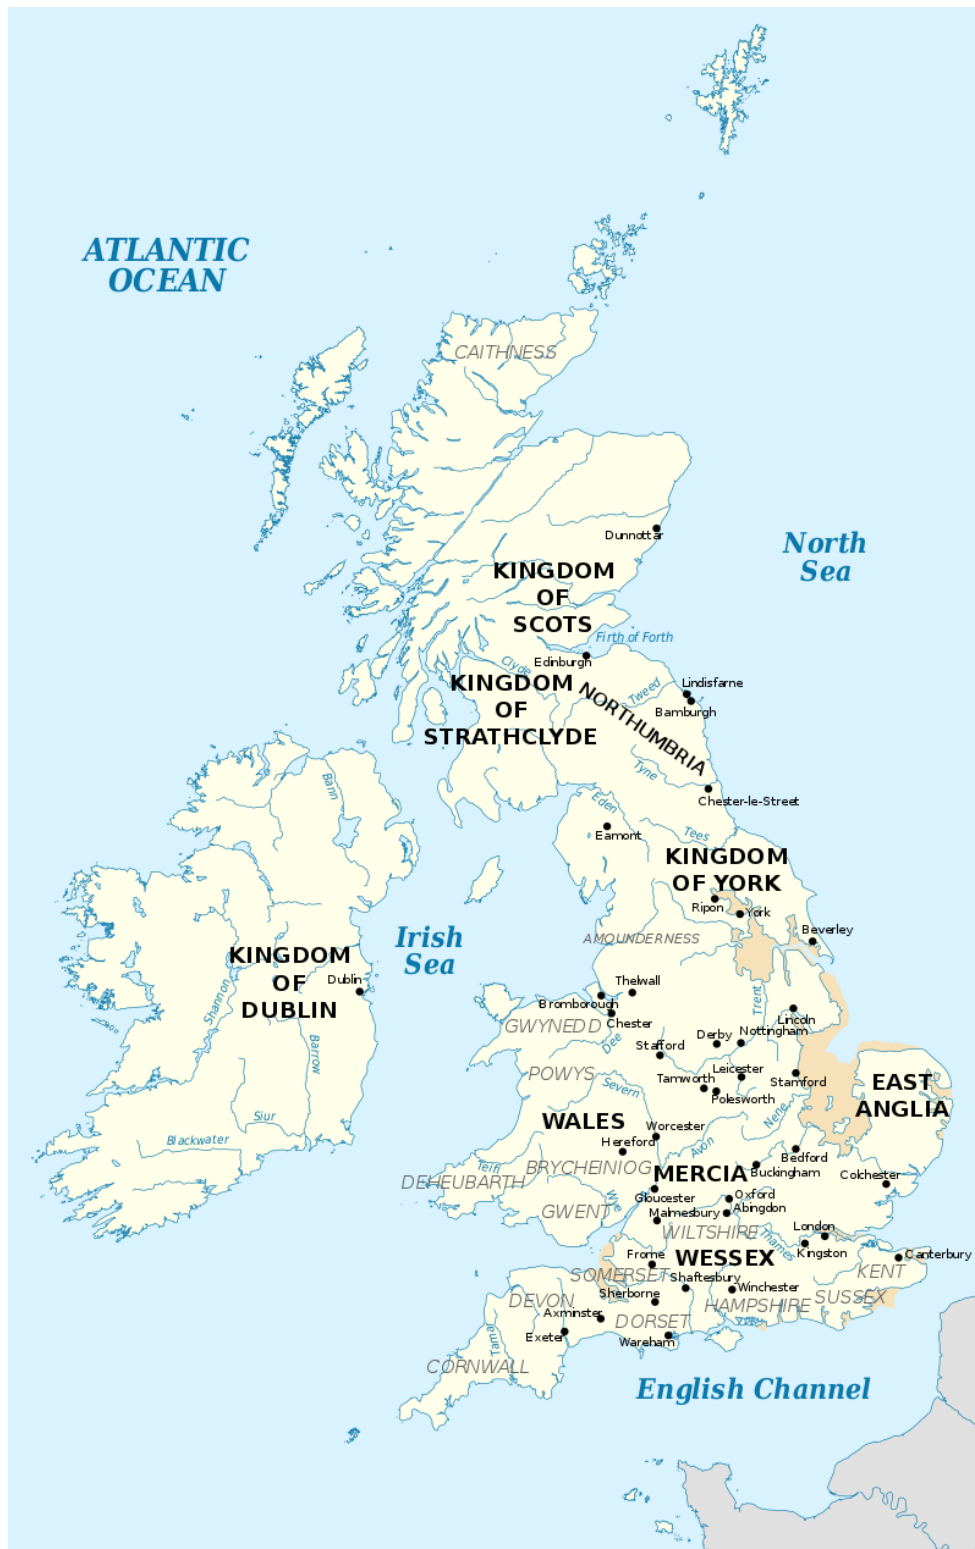 ATLANTIC
OCEAN
CAITHNESS
North
Sea
Dunnottar
KINGDOM
OF
SCOTS
Firth of Forth
Edinburgh
Clyde
KINGDOM
OF
STRATHCLYDE
NORTHUMBRIA
Tweed
Lindisfarne
Bamburgh
Tyne
Chester-le-Street
Bann
Eden
Eamont
Tees
KINGDOM
OF YORK
Ripon
York
Beverley
AMOUNDERNESS
Irish
Sea
KINGDOM
OF
DUBLIN
Dublin
Shannon
Barrow
Siur
Blackwater
Thelwall
Bromborough
Chester
GWYNEDD
Dee
Trent
Lincoln
Derby
Nottingham
Stafford
POWYS
Severn
Tamworth
Leicester
Polesworth
Stamford
EAST
ANGLIA
Nene
WALES
Worcester
Hereford
Avon
Bedford
Buckingham
BRYCHEINIOG
Teifi
DEHEUBARTH
MERCIA
Colchester
Wye
GWENT
Gloucester
Oxford
Abingdon
Malmesbury
WILTSHIRE
Thames
London
Kingston
Canterbury
KENT
WESSEX
Frome
SOMERSET
Shaftesbury
Winchester
Sherborne
HAMPSHIRE
SUSSEX
DEVON
Axminster
DORSET
Exeter
Wareham
Tamar
CORNWALL
English Channel